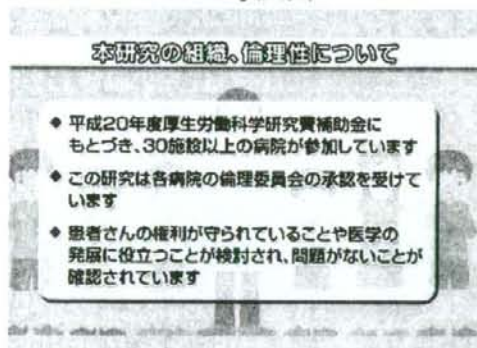 本研究の組織、倫理性について
◆ 平成20年度厚生労働科学研究費補助金に
もとづき、30施設以上の病院が参加しています
◆ この研究は各病院の倫理委員会の承認を受けて
います
◆ 患者さんの権利が守られていることや医学の
発展に役立つことが検討され、問題がないことが
確認されています